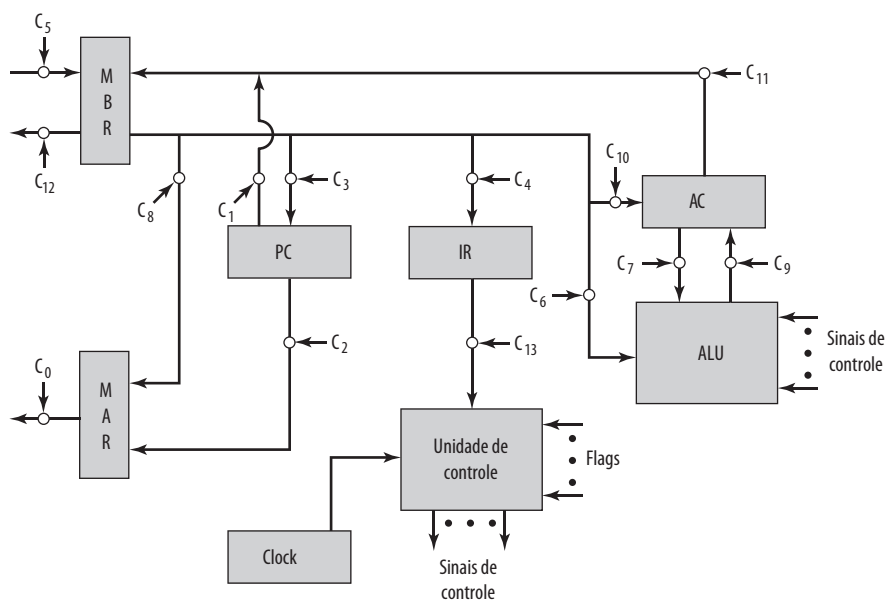 C5
M
B
R
C11
C12
C8
C1
C3
C4
C10
AC
PC
IR
C7
C9
C6
C2
C13
ALU
Sinais de
controle
C0
M
A
R
Unidade de
controle
Flags
Clock
Sinais de
controle